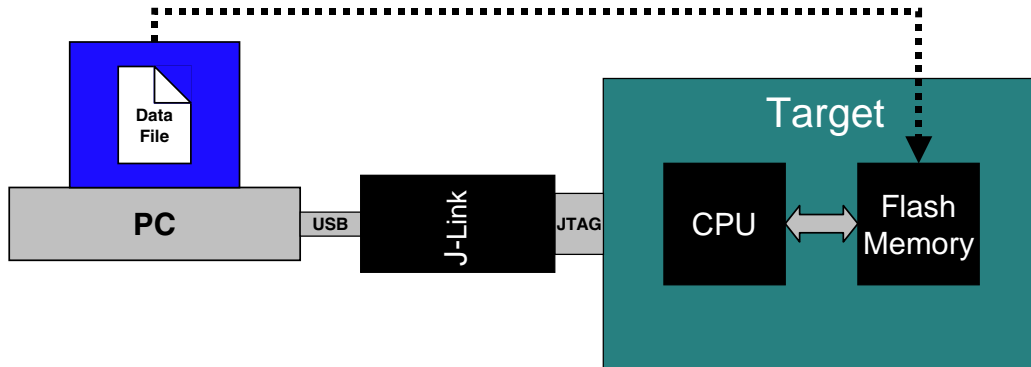 Data
File
PC
USB
J-Link
JTAG
Target
CPU
Flash
Memory